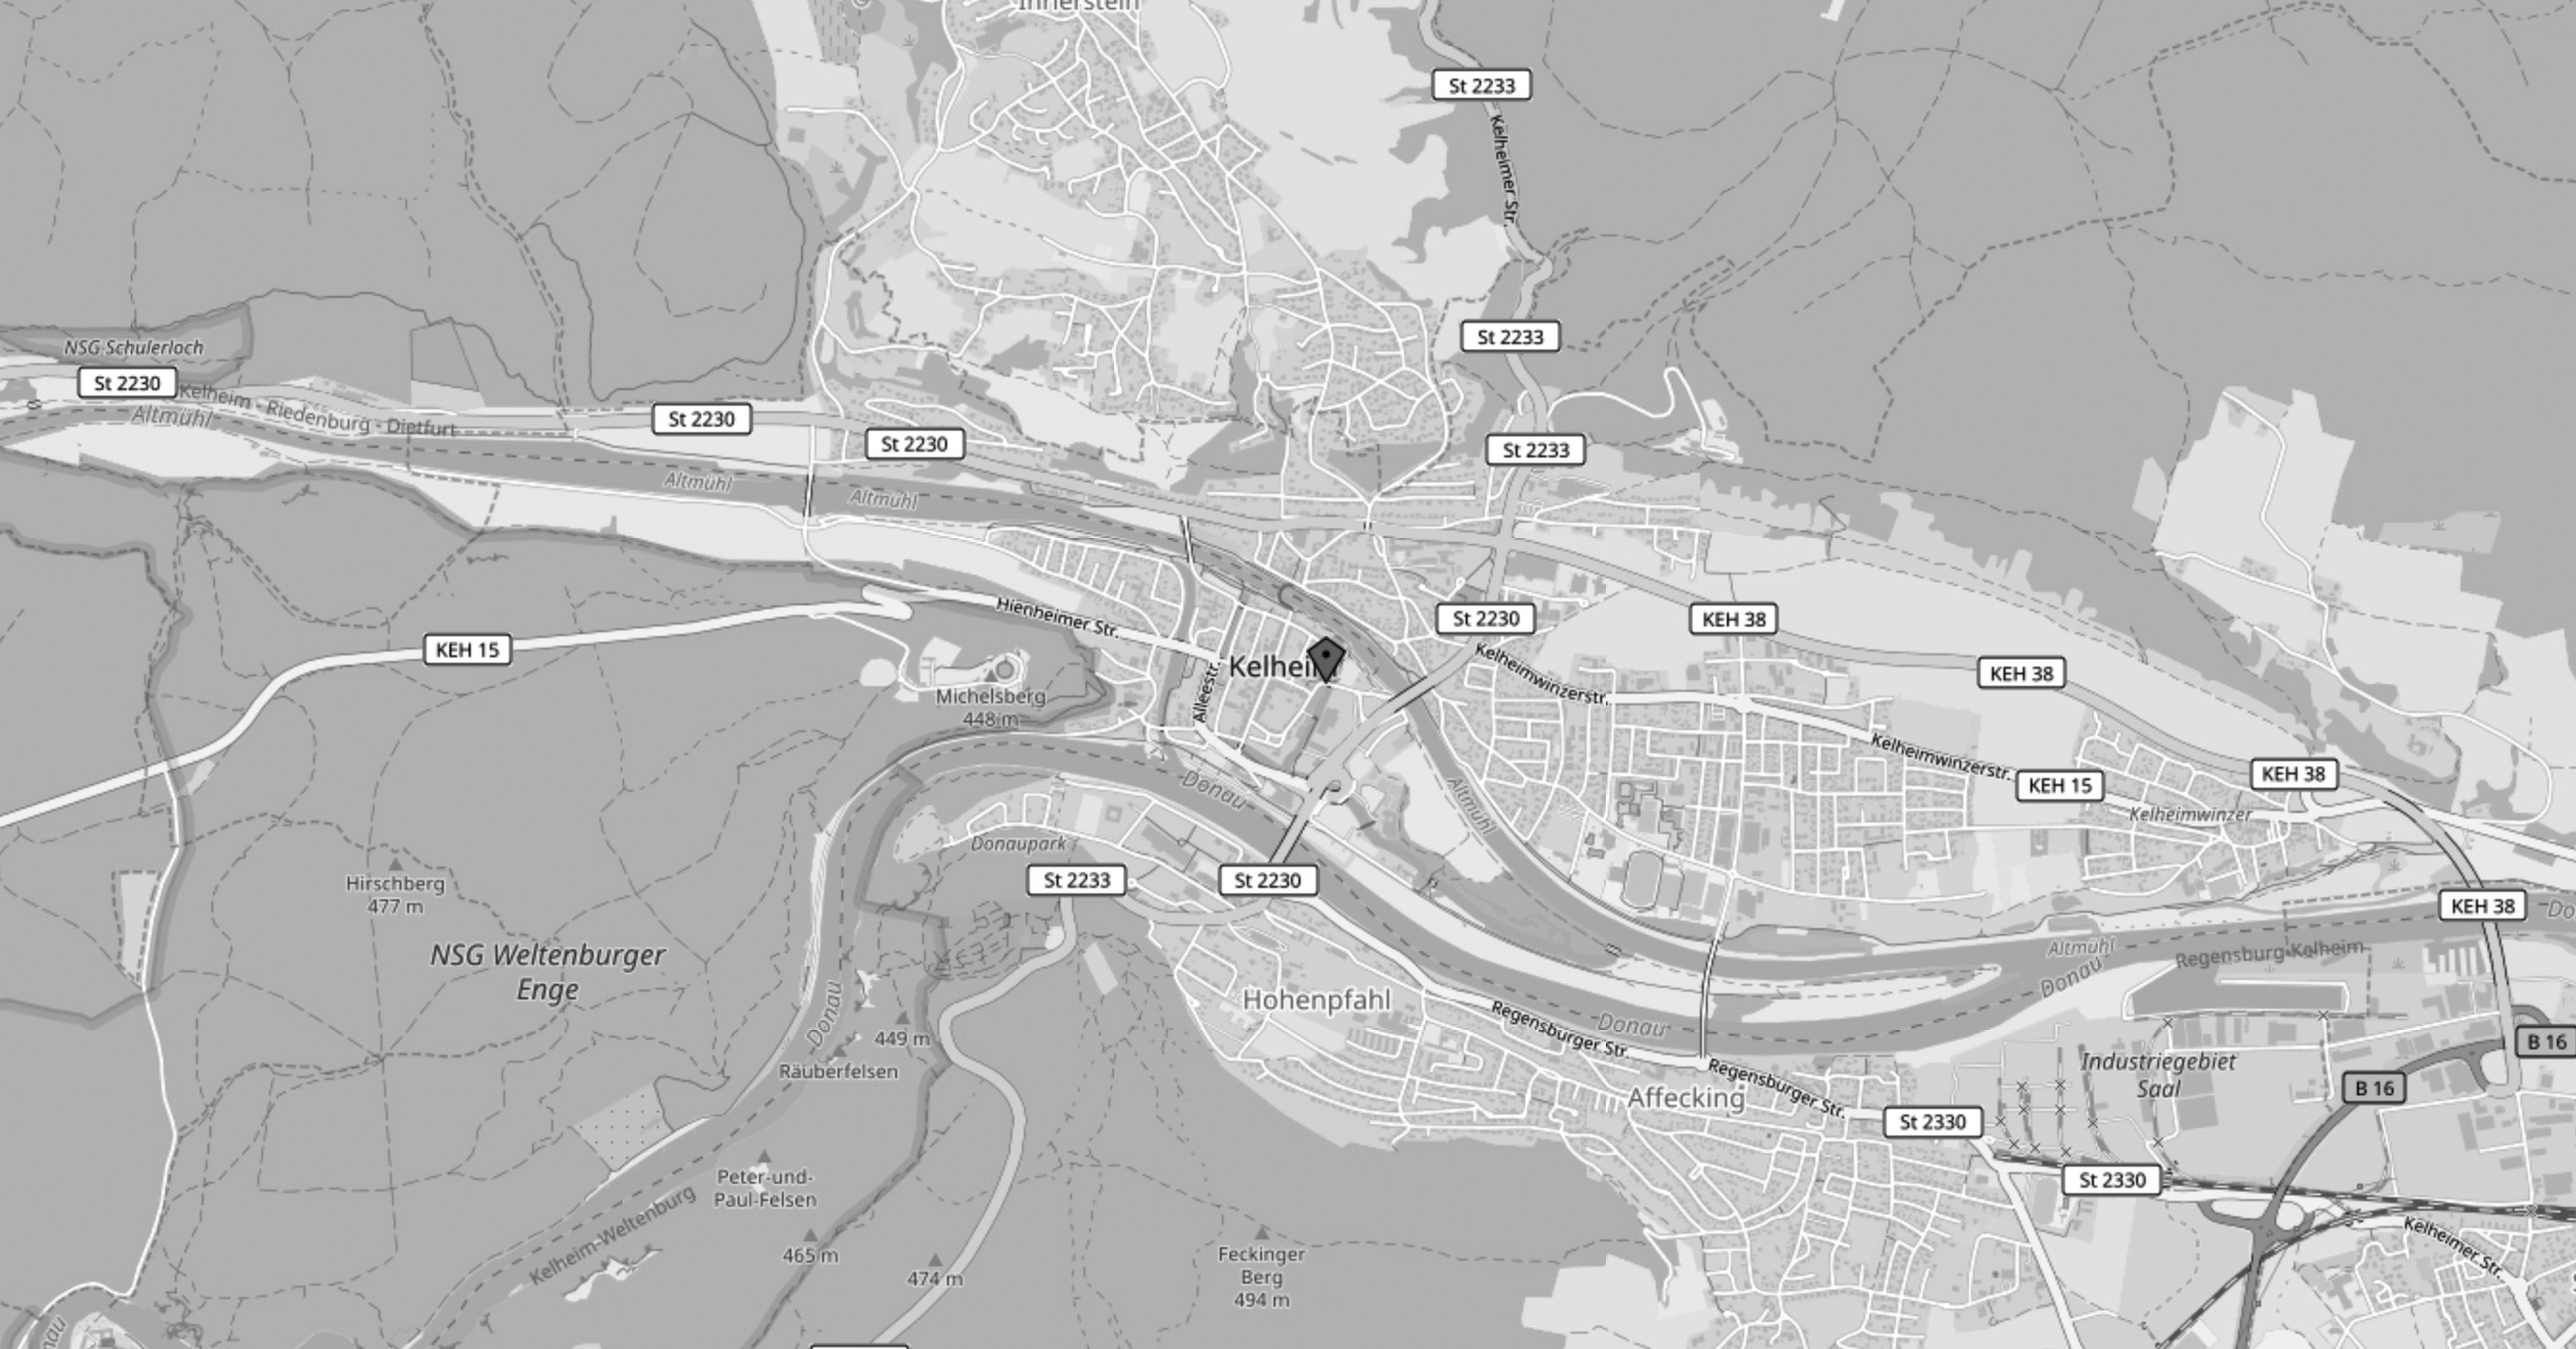 Innerstein
St 2233
Kelheimer Str.
St 2233
NSG Schulerloch
St 2230
Kelheim - Riedenburg - Dietfurt
Altmühl
St 2230
St 2230
St 2233
Altmühl
Altmühl
Hienheimer Str.
St 2230
KEH 38
KEH 15
Kelheim
Kelheimwinzerstr.
KEH 38
Alleestr.
Michelsberg
448 m
Kelheimwinzerstr.
KEH 15
KEH 38
Donau
Altmühl
Kelheimwinzer
Donaupark
St 2233
St 2230
Hirschberg
477 m
KEH 38
NSG Weltenburger
Enge
Altmühl
Regensburg-Kelheim
Donau
Donau
Hohenpfahl
Regensburger Str.
Donau
449 m
Räuberfelsen
B 16
Industriegebiet
Saal
B 16
Regensburger Str.
Affecking
St 2330
Peter-und-
Paul-Felsen
St 2330
Kelheim-Weltenburg
465 m
474 m
Feckinger
Berg
494 m
Kelheimer Str.